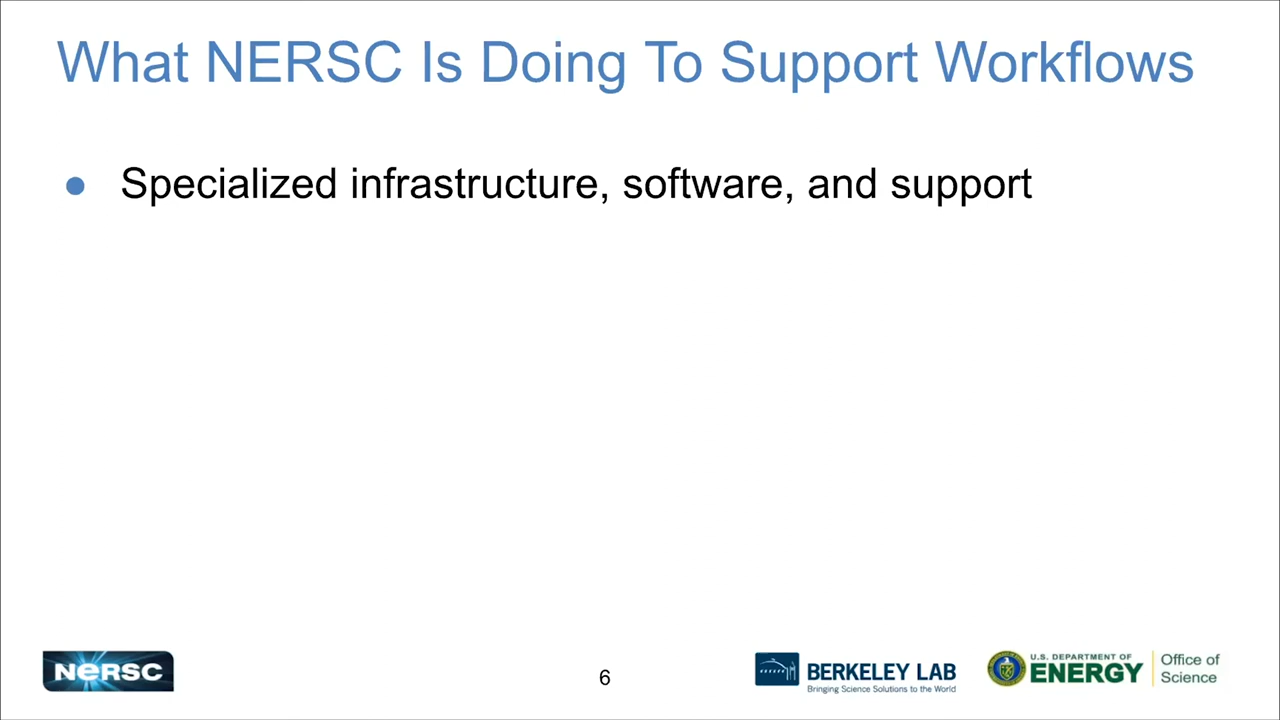 What NERSC Is Doing To Support Workflows
● Specialized infrastructure, software, and support
NERSC
6
BERKELEY LAB
Bringing Science Solutions to the World
U.S. DEPARTMENT OF
ENERGY
Office of
Science